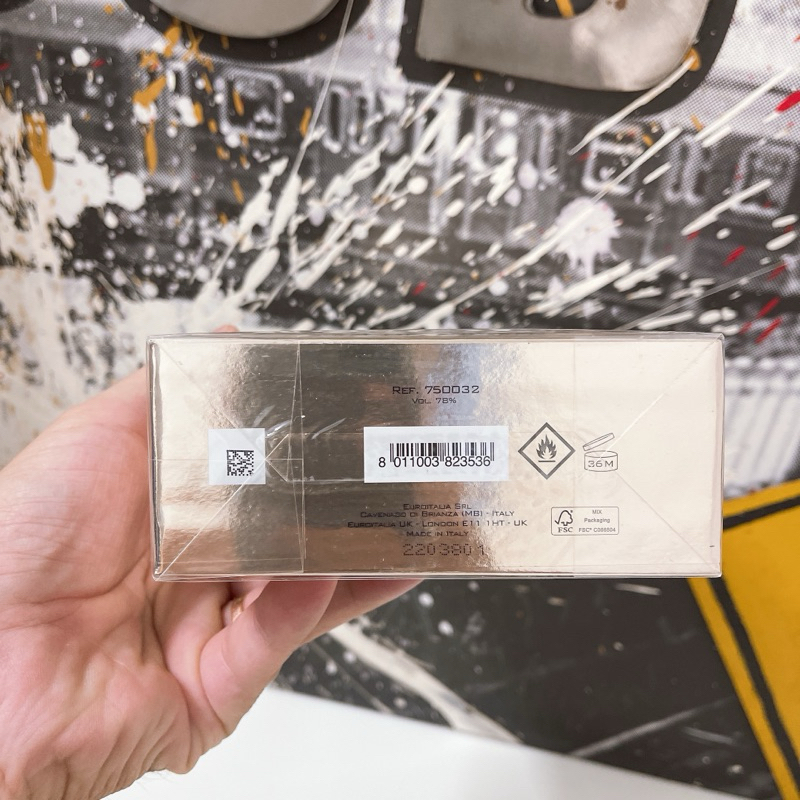 REF. 750032
VOL. 78%
8 011003 823536
36M
EUROITALIA SRL
CAVENAGO DI BRIANZA (MB) - ITALY
EUROITALIA UK - LONDON E11 1HT - UK
MADE IN ITALY
2203801
FSC
MIX
Packaging